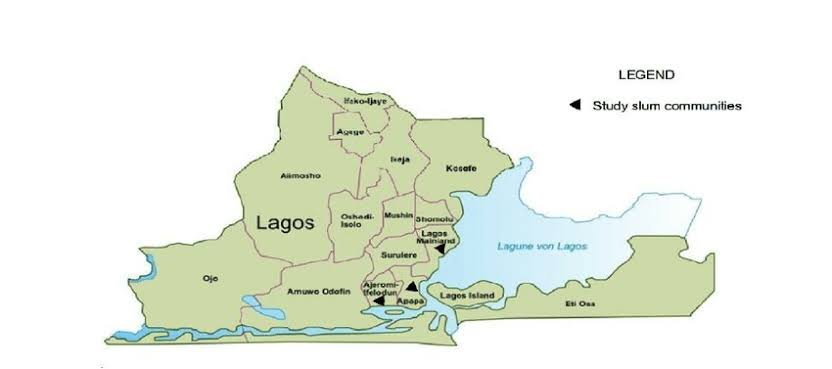 LEGEND
Study slum communities
Ifako-Ijaye
Agege
Ikeja
Kosofe
Alimosho
Lagos
Oshodi-
Isolo
Mushin
Shomolu
Lagos
Mainland
Lagune von Lagos
Surulere
Ojo
Amuwo Odofin
Ajeromi-
Ifelodun
Apapa
Lagos Island
Eti Osa